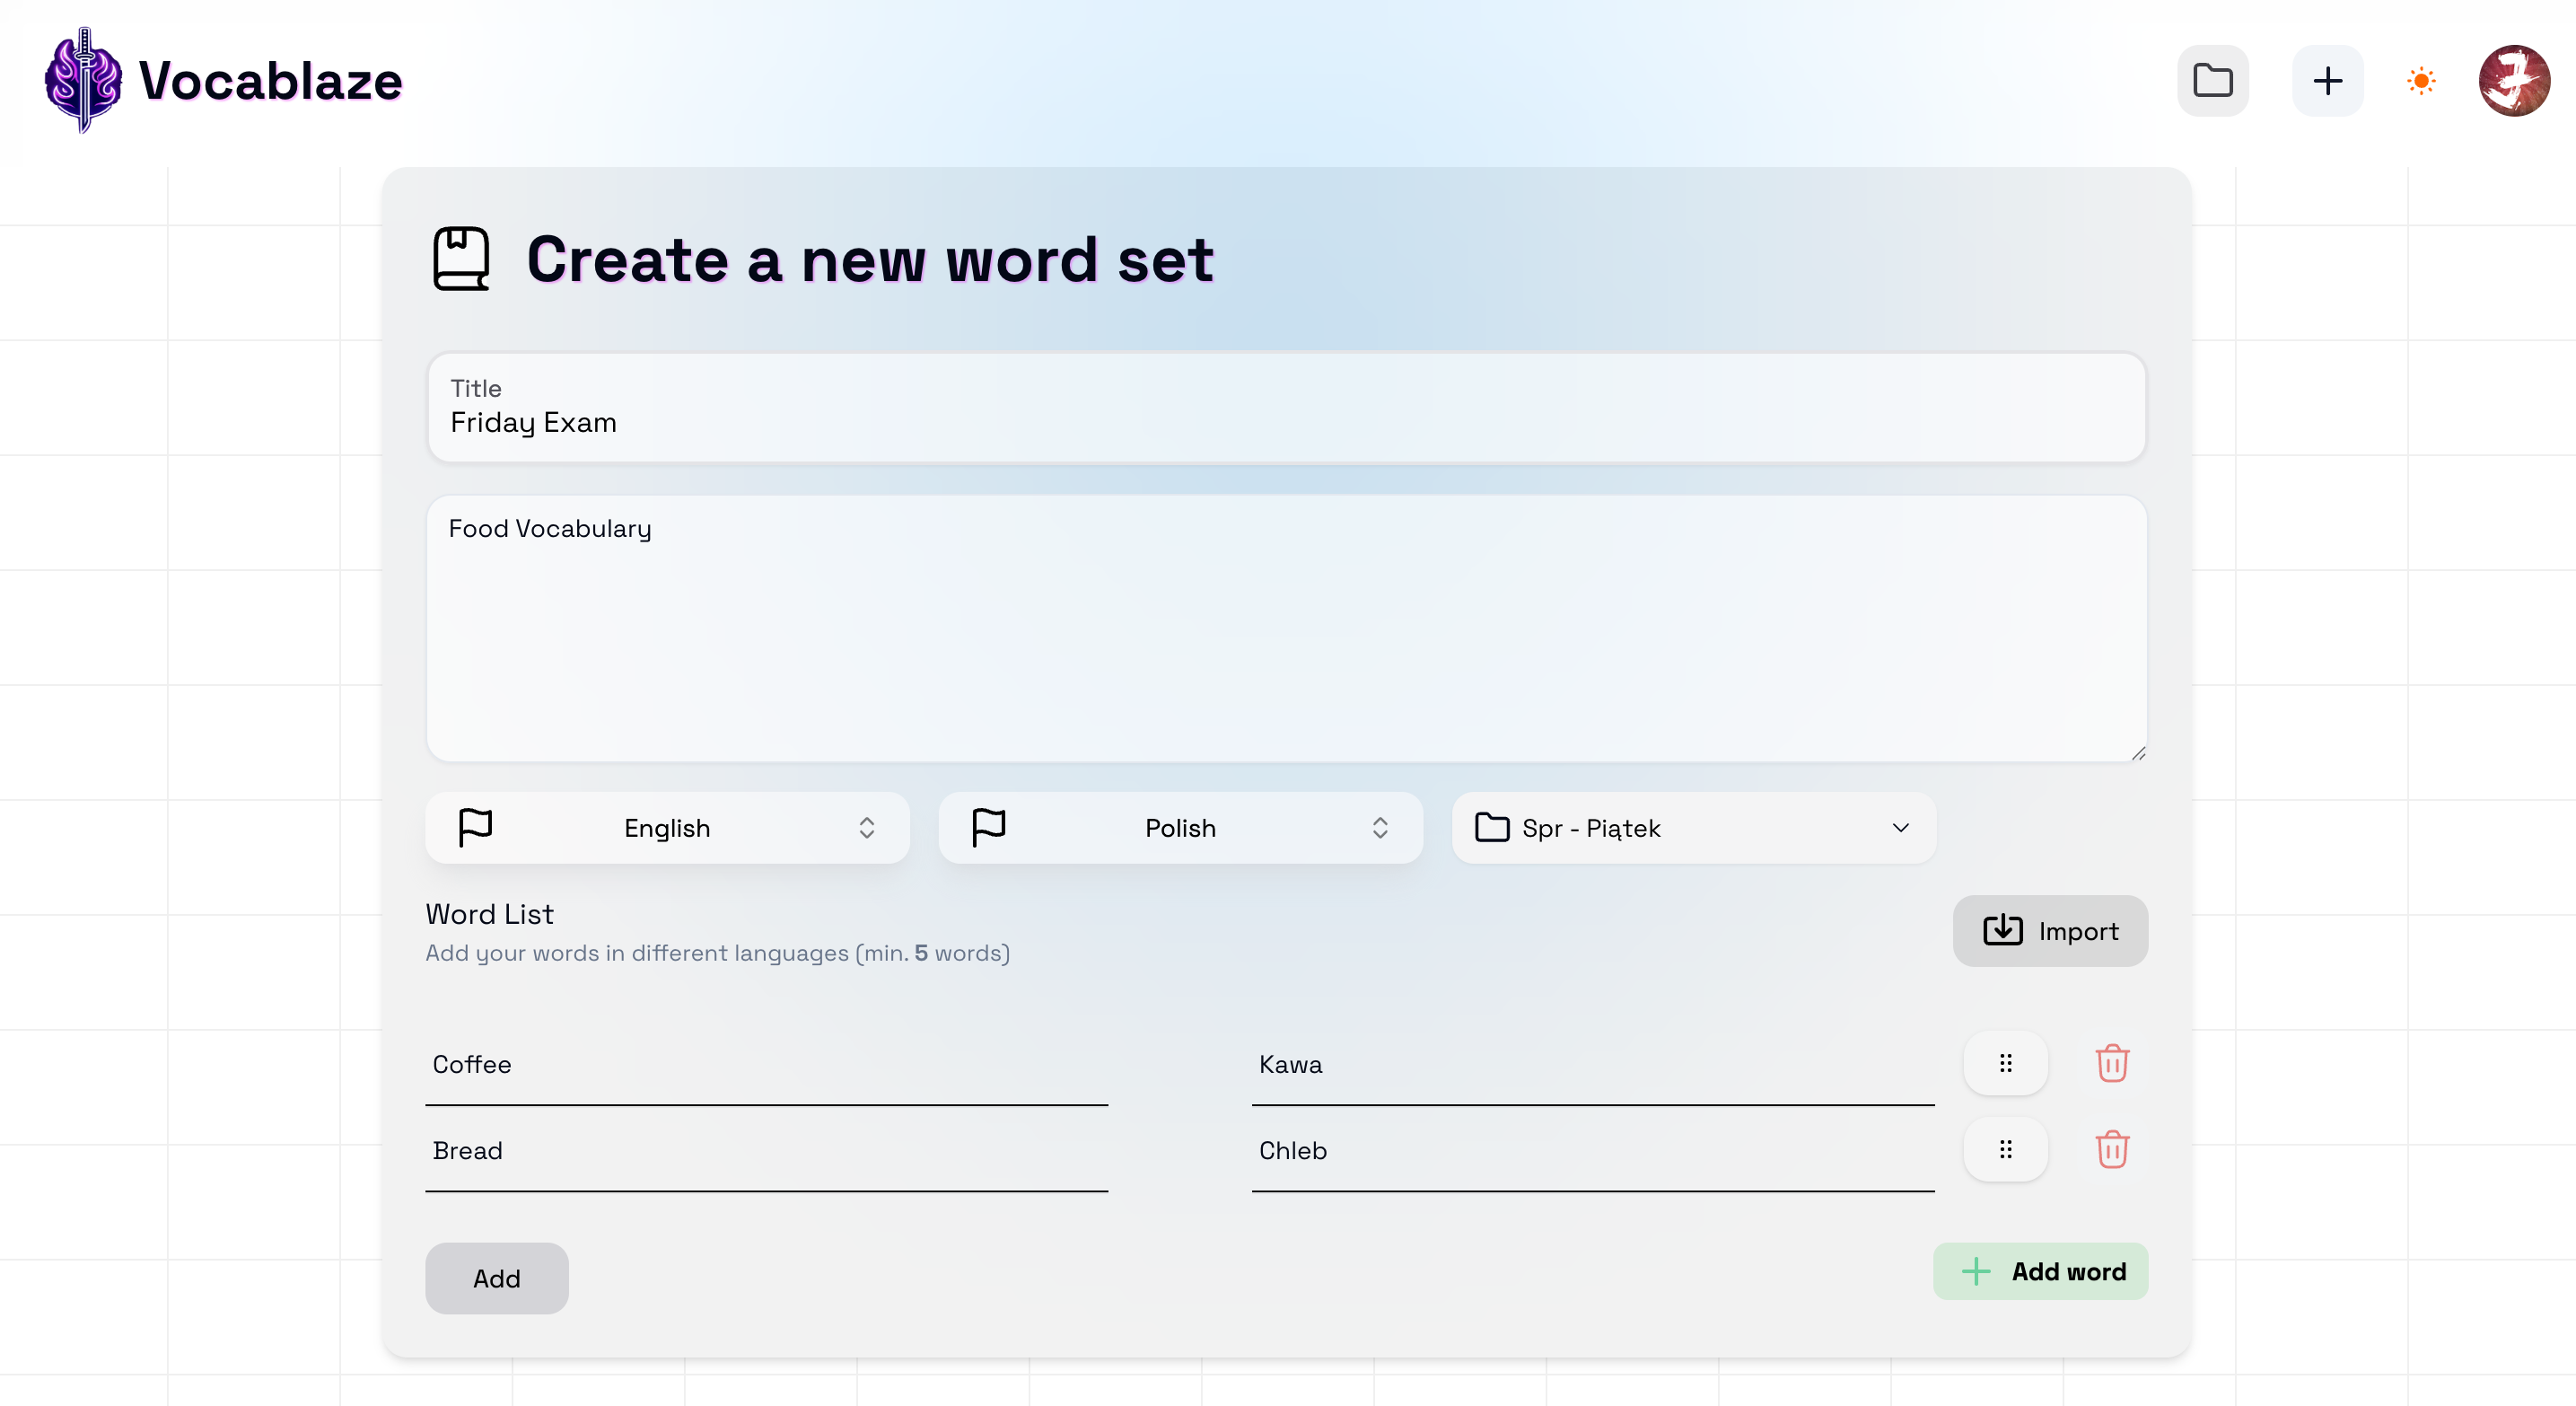 Vocablaze
Create a new word set
Title
Friday Exam
Food Vocabulary
English
Polish
Spr - Piątek
Word List
Import
Add your words in different languages (min. 5 words)
Coffee
Kawa
Bread
Chleb
Add
Add word